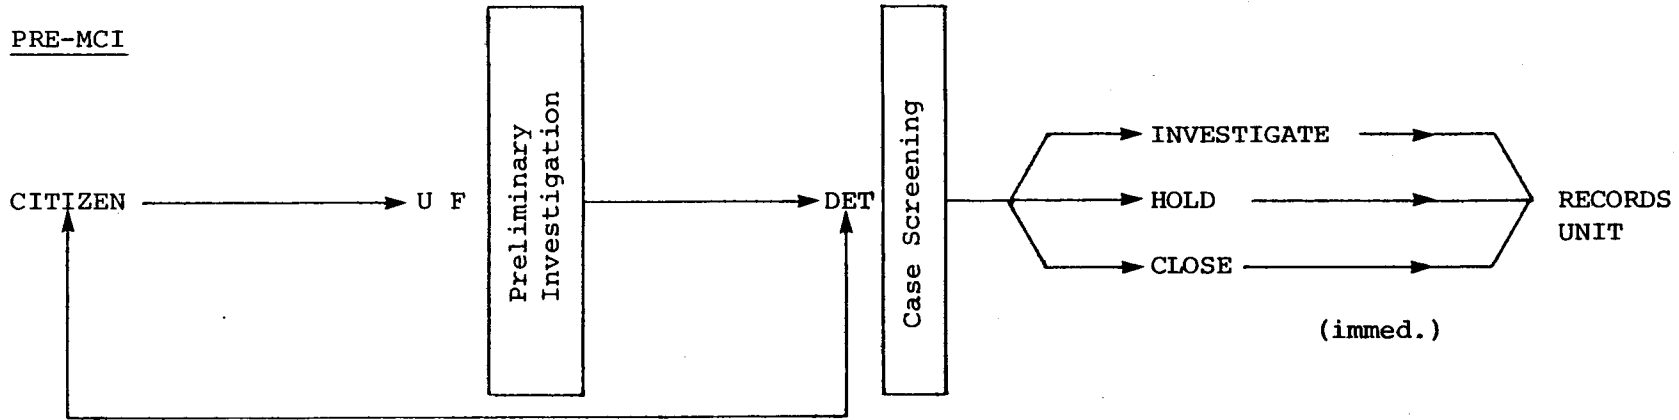 PRE-MCI
CITIZEN
U F
Preliminary
Investigation
DET
Case Screening
INVESTIGATE
HOLD
CLOSE
(immed.)
RECORDS
UNIT